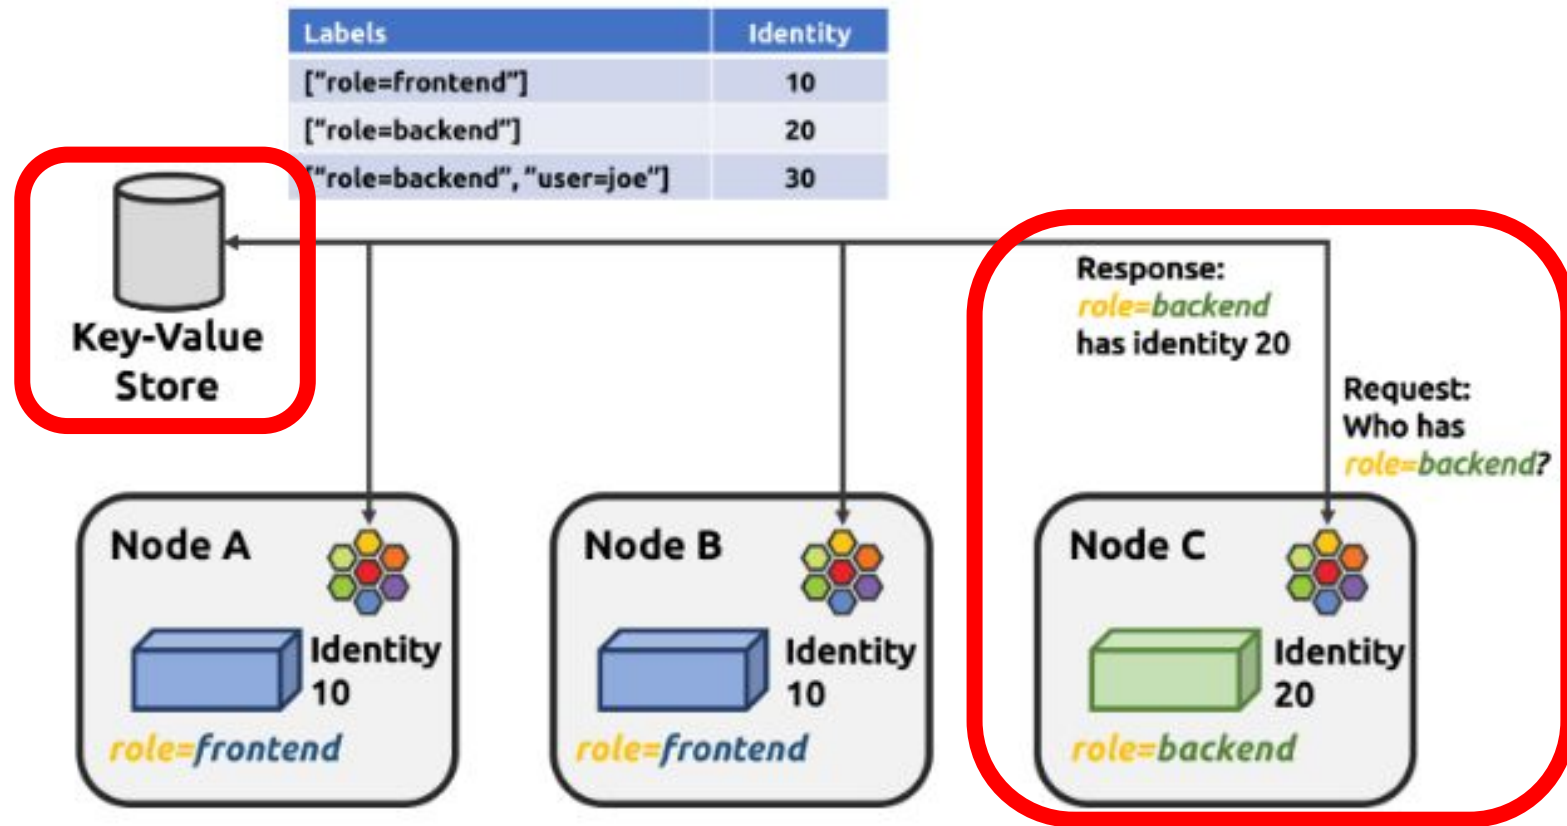 Labels Identity
["role=frontend"] 10
["role=backend"] 20
["role=backend", "user=joe"] 30
Key-Value
Store
Response:
role=backend
has identity 20
Request:
Who has
role=backend?
Node A
Identity
10
role=frontend
Node B
Identity
10
role=frontend
Node C
Identity
20
role=backend